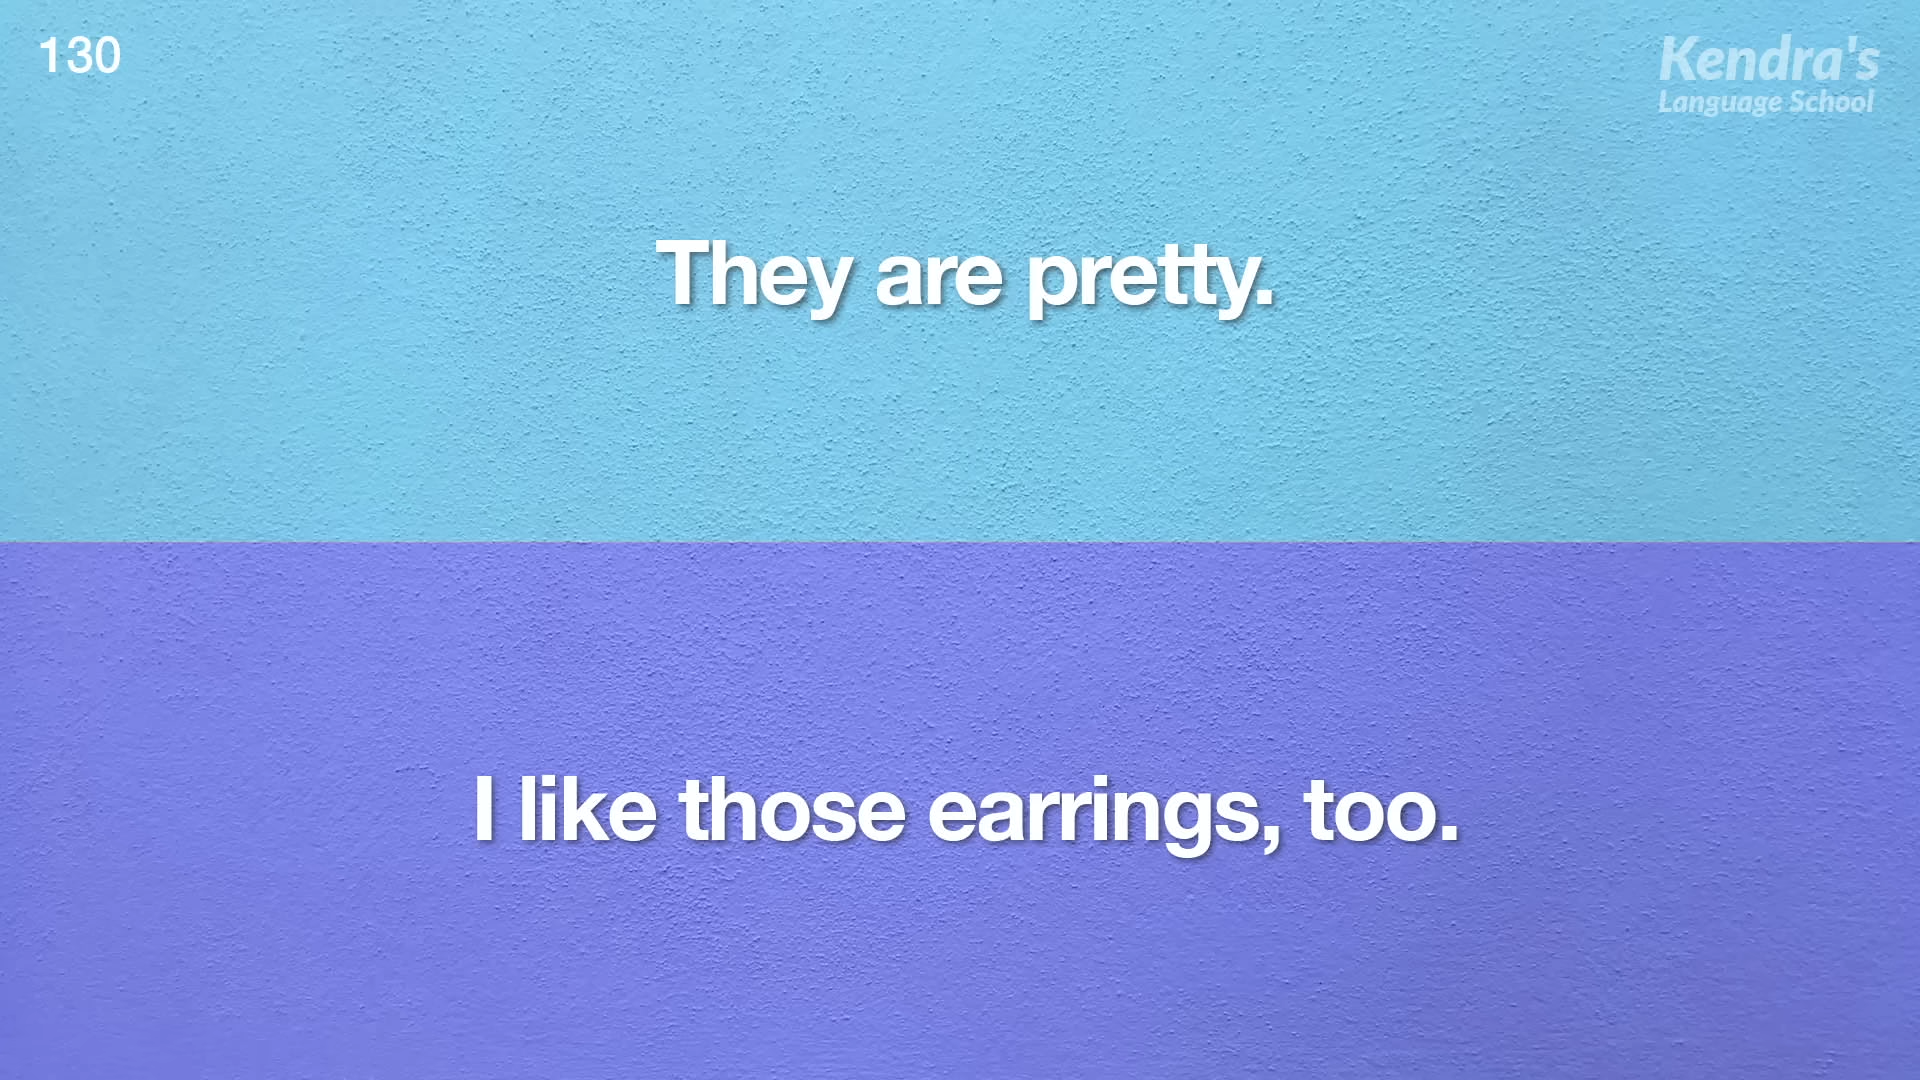 130
Kendra's
Language School
They are pretty.
I like those earrings, too.